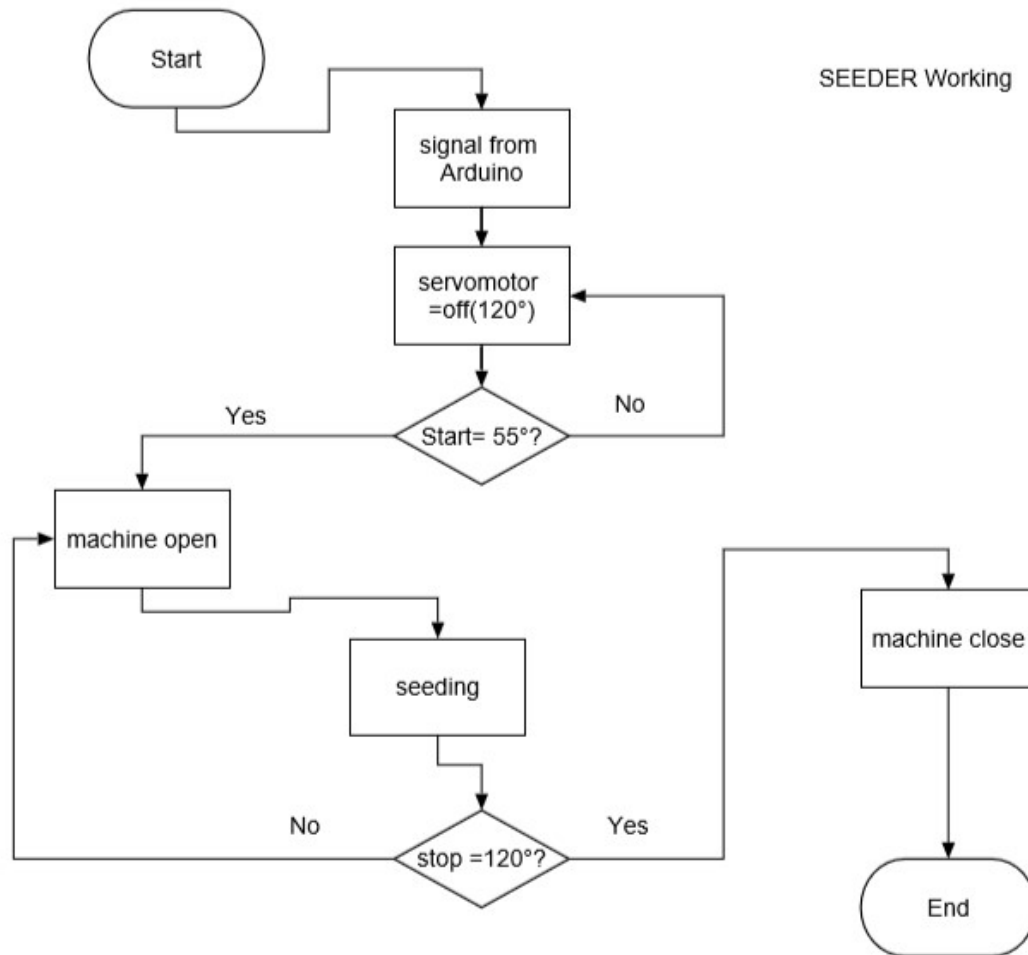 Start
SEEDER Working
signal from
Arduino
servomotor
=off(120°)
Yes
No
Start= 55°?
machine open
machine close
seeding
No
Yes
stop =120°?
End